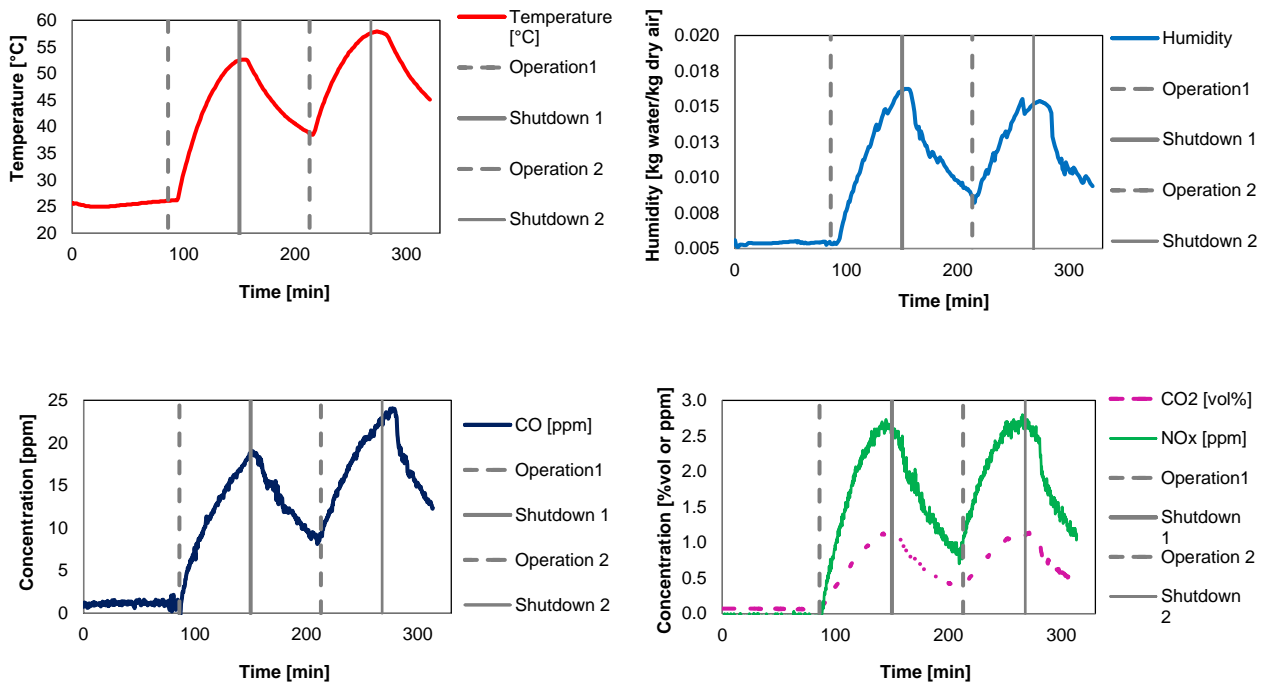 60
55
50
45
40
35
30
25
20
0
100
200
300
Temperature [°C]
Time [min]
Temperature
[°C]
Operation1
Shutdown 1
Operation 2
Shutdown 2
0.020
0.018
0.015
0.013
0.010
0.008
0.005
0
100
200
300
Humidity [kg water/kg dry air]
Time [min]
Humidity
Operation1
Shutdown 1
Operation 2
Shutdown 2
25
20
15
10
5
0
0
100
200
300
Concentration [ppm]
Time [min]
CO [ppm]
Operation1
Shutdown 1
Operation 2
Shutdown 2
3.0
2.5
2.0
1.5
1.0
0.5
0.0
0
100
200
300
Concentration [%vol or ppm]
Time [min]
CO2 [vol%]
NOx [ppm]
Operation1
Shutdown
1
Operation 2
Shutdown
2